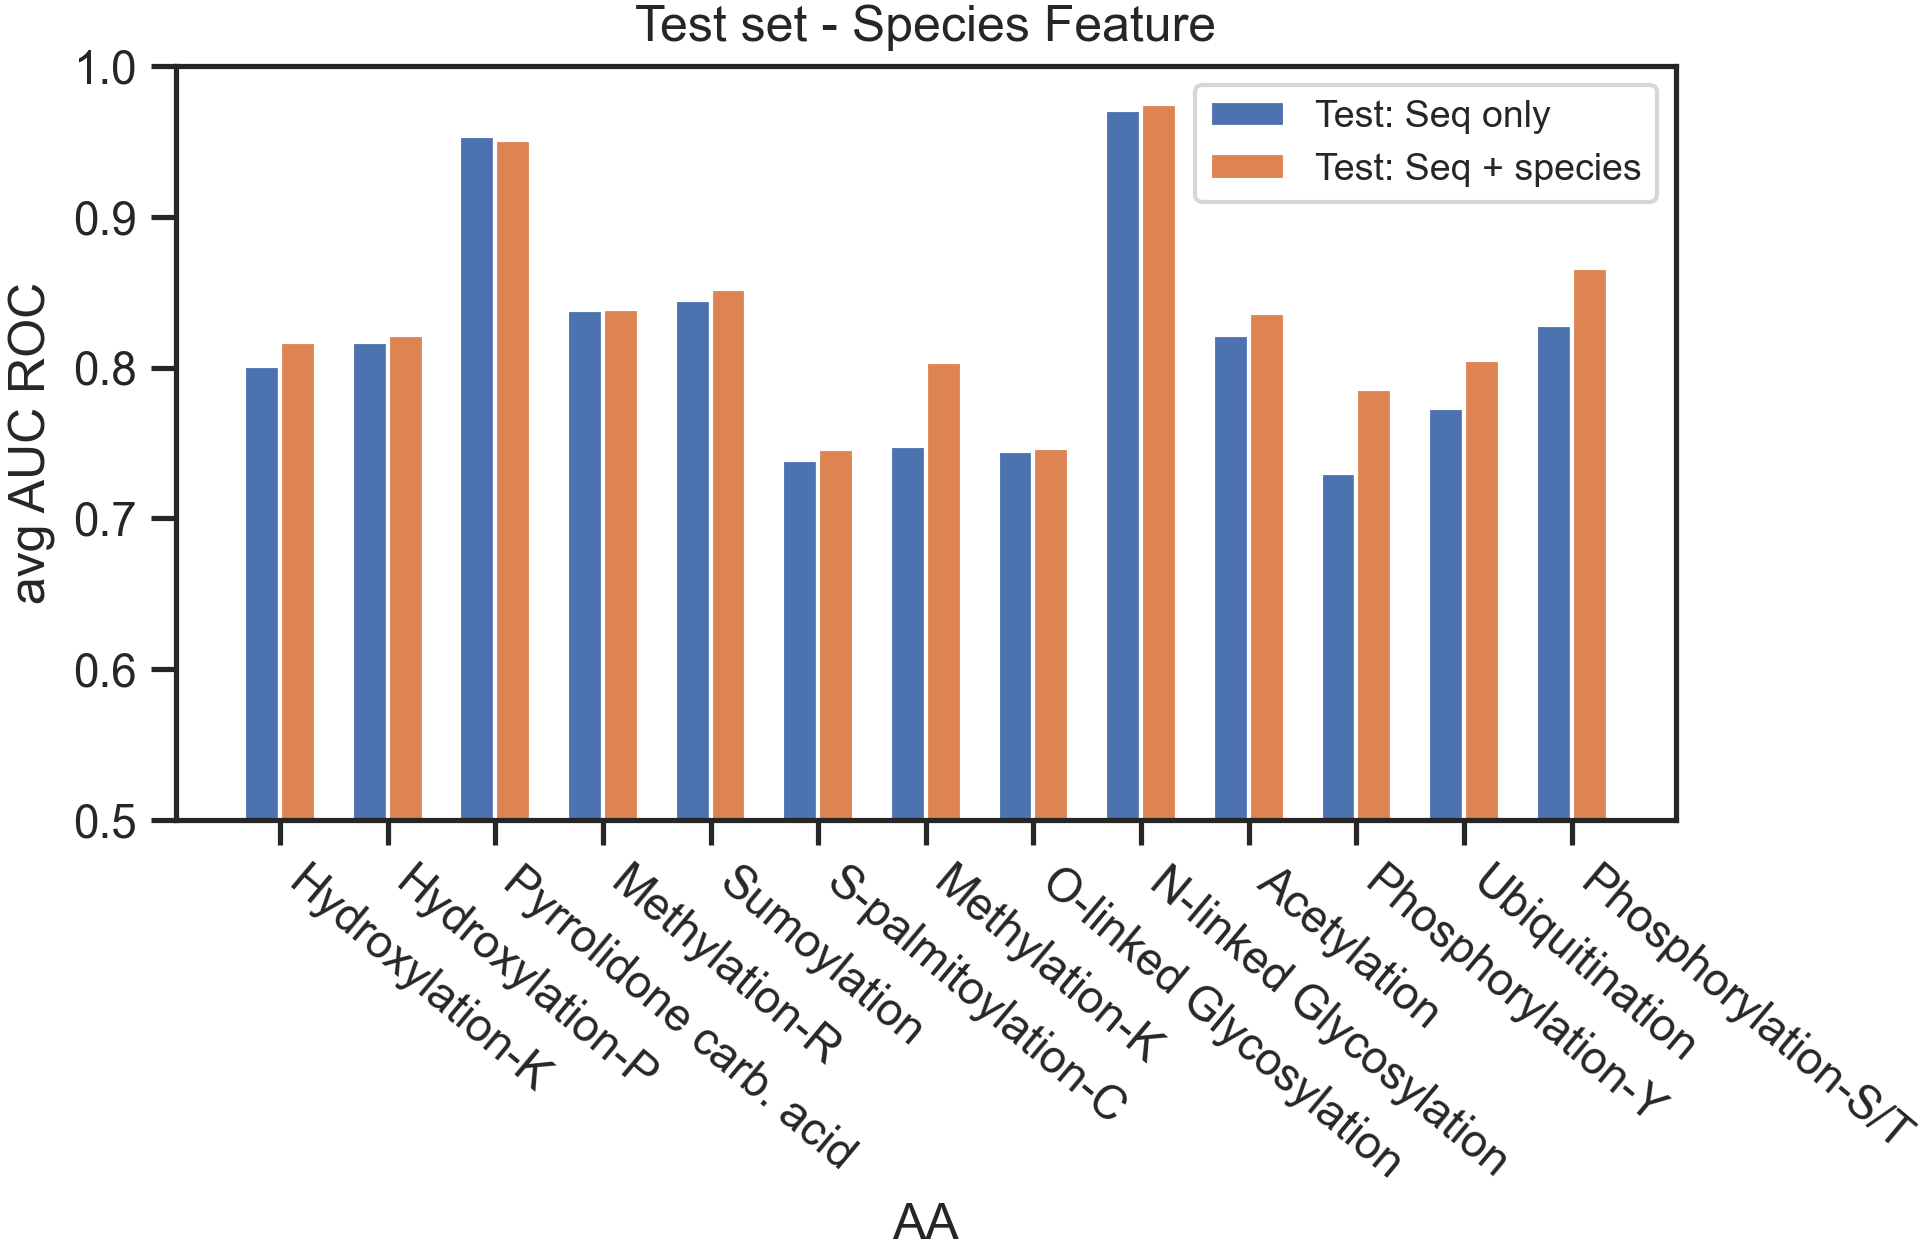 Test set - Species Feature
1.0
0.9
0.8
0.7
0.6
0.5
avg AUC ROC
Test: Seq only
Test: Seq + species
Hydroxylation-K
Hydroxylation-P
Pyrrolidone carb. acid
Methylation-R
Sumoylation
S-palmitoylation-C
Methylation-K
O-linked Glycosylation
N-linked Glycosylation
Acetylation
Phosphorylation-Y
Ubiquitination
Phosphorylation-S/T
AA